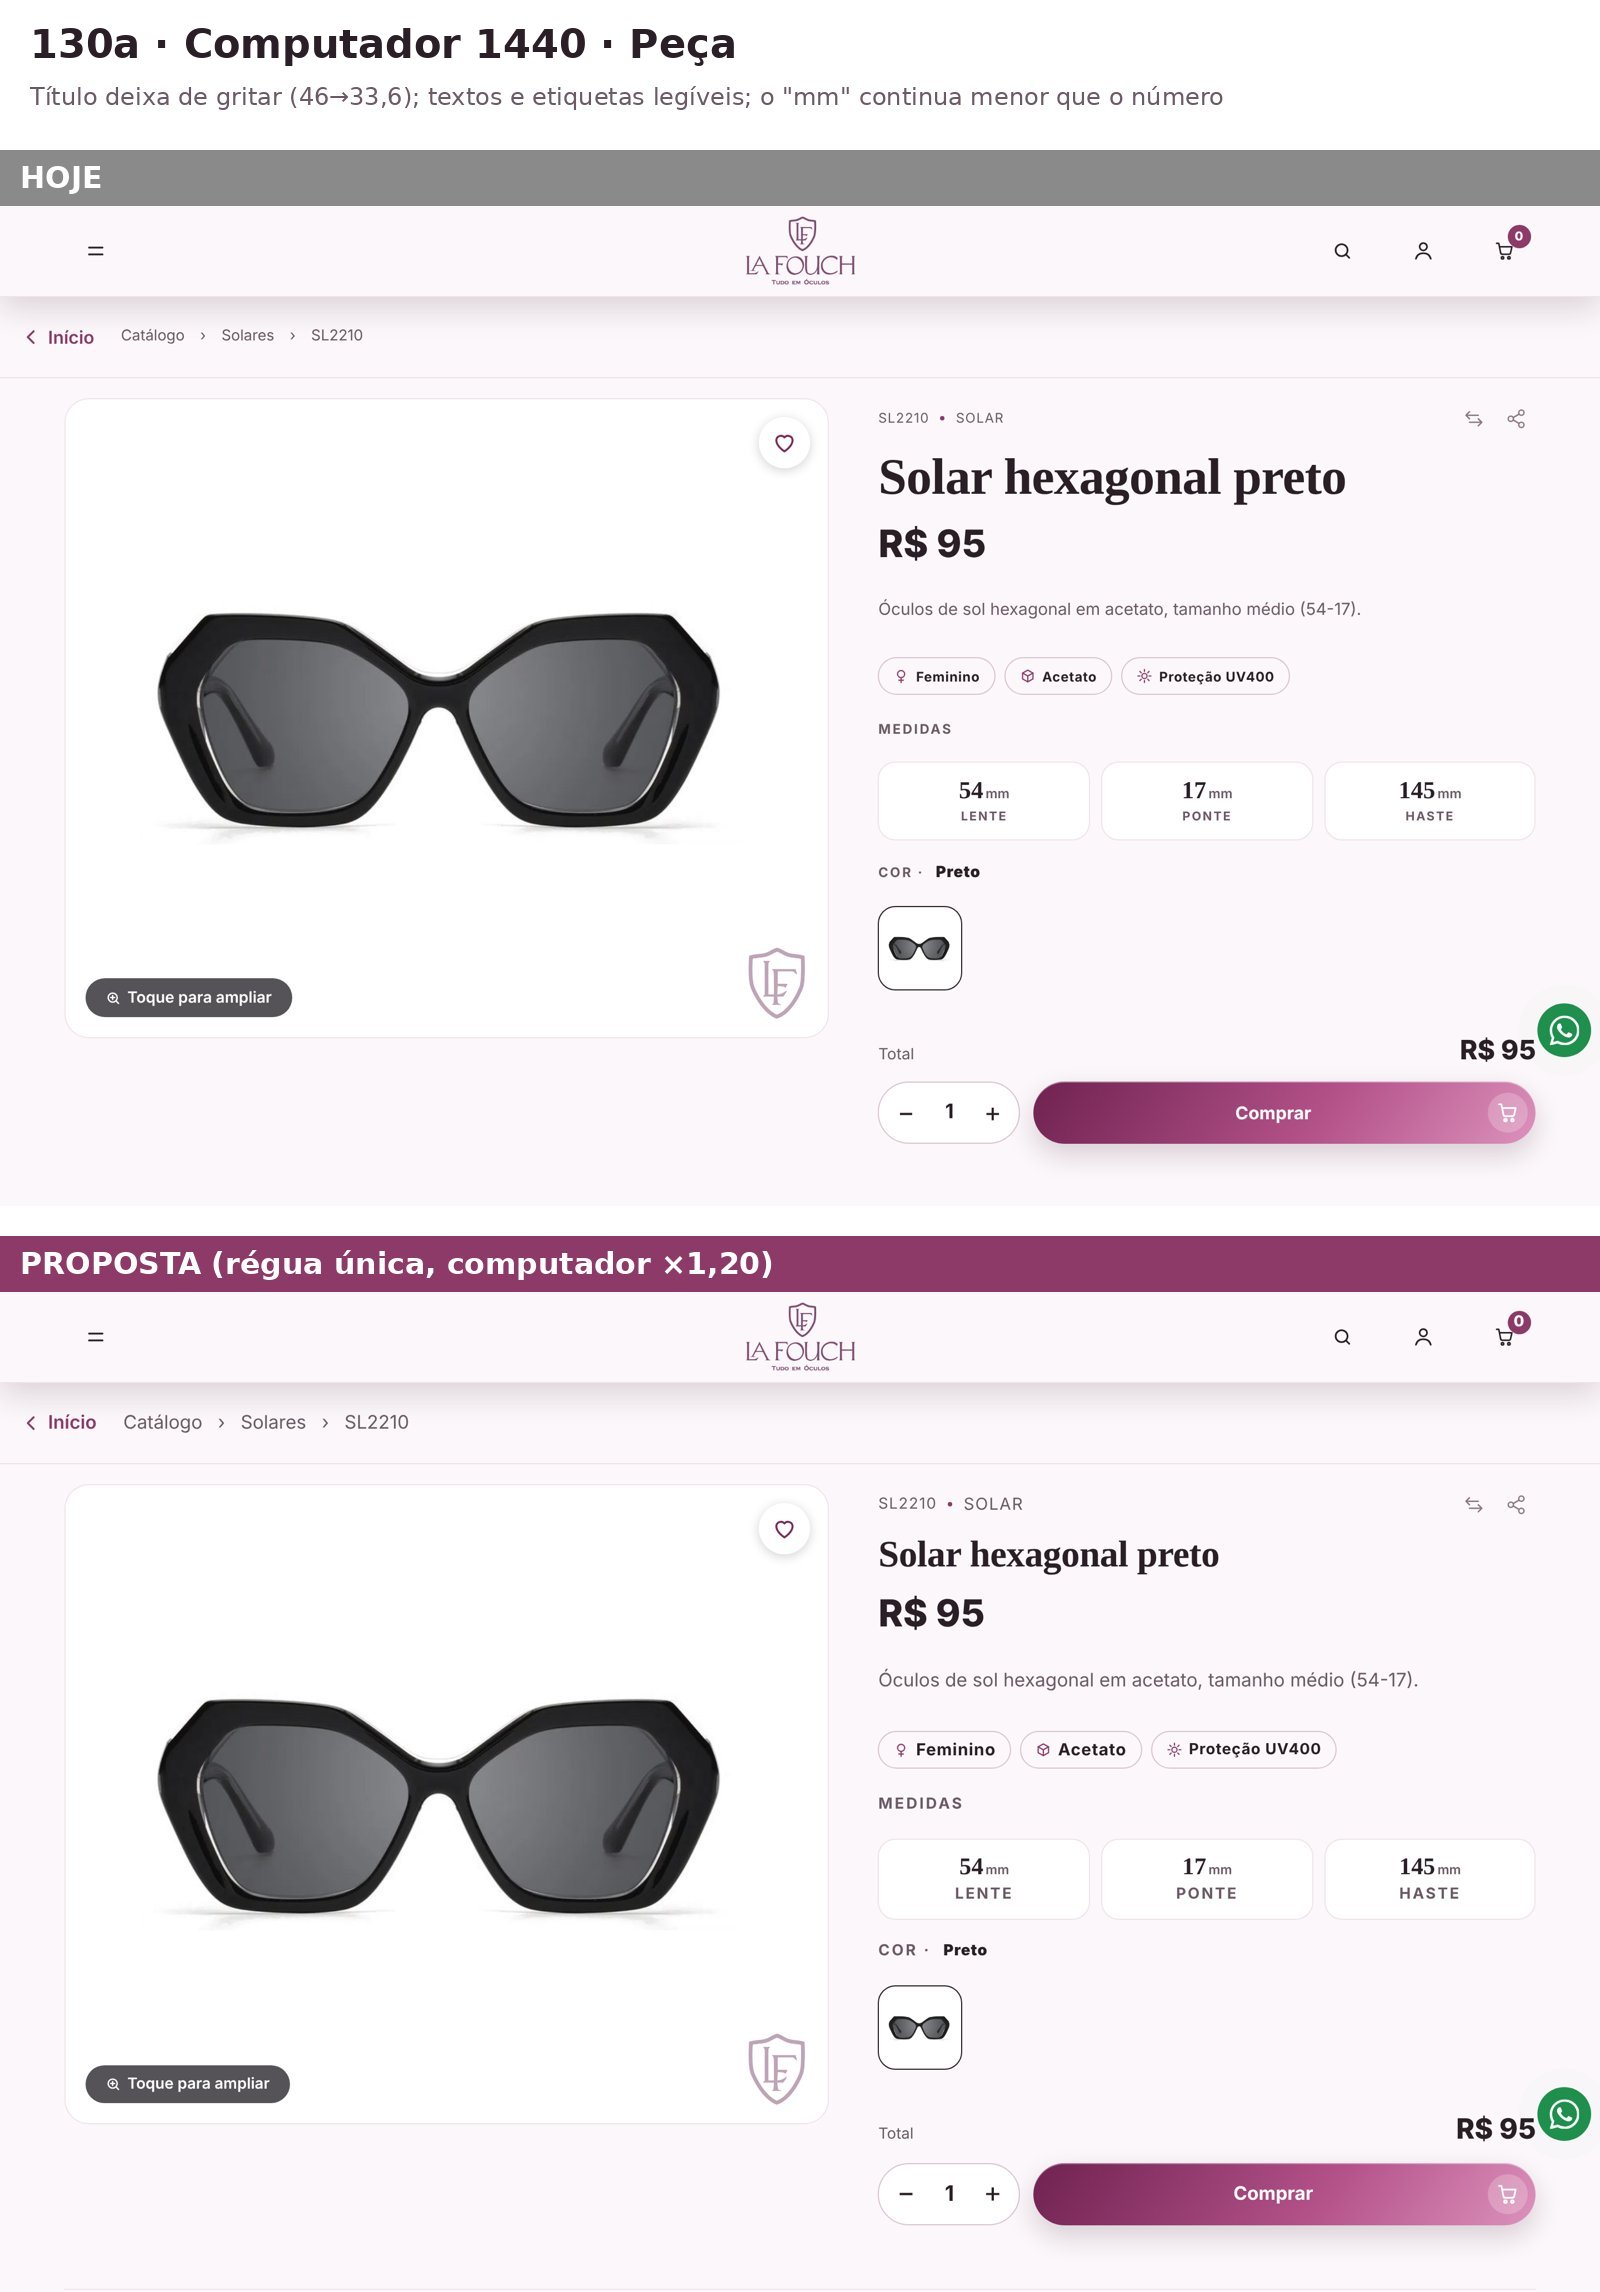 130a · Computador 1440 · Peça
Título deixa de gritar (46→33,6); textos e etiquetas legíveis; o "mm" continua menor que o número
HOJE
LF
LA FOUCH
TUDO EM ÓCULOS
0
Início Catálogo › Solares › SL2210
SL2210 • SOLAR
Solar hexagonal preto
R$ 95
Óculos de sol hexagonal em acetato, tamanho médio (54-17).
Feminino Acetato Proteção UV400
MEDIDAS
54 mm 17 mm 145 mm
LENTE PONTE HASTE
COR · Preto
LF
Toque para ampliar
Total R$ 95
− 1 + Comprar
PROPOSTA (régua única, computador ×1,20)
LF
LA FOUCH
TUDO EM ÓCULOS
0
Início Catálogo › Solares › SL2210
SL2210 • SOLAR
Solar hexagonal preto
R$ 95
Óculos de sol hexagonal em acetato, tamanho médio (54-17).
Feminino Acetato Proteção UV400
MEDIDAS
54 mm 17 mm 145 mm
LENTE PONTE HASTE
COR · Preto
LF
Toque para ampliar
Total R$ 95
− 1 + Comprar